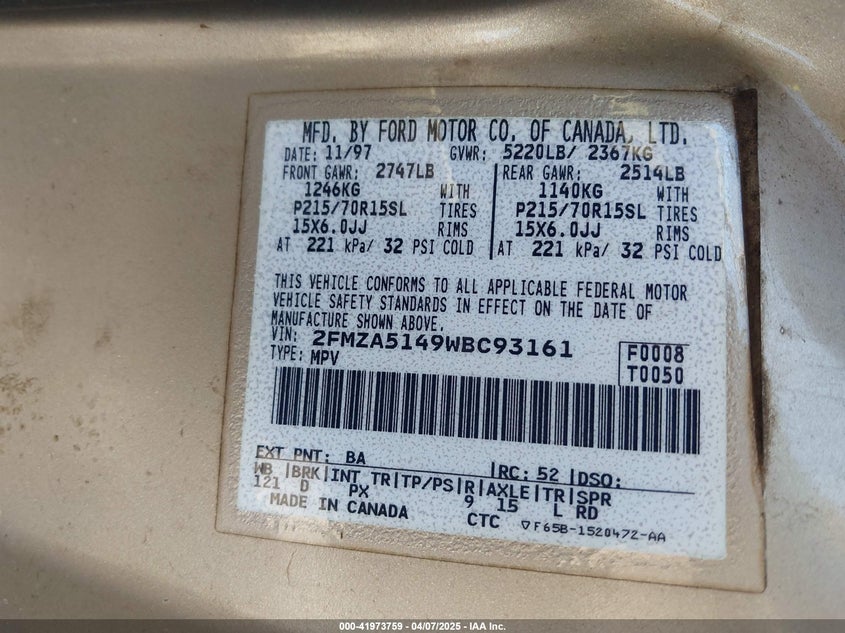 MFD. BY FORD MOTOR CO. OF CANADA, LTD.
DATE: 11/97 GVWR: 5220LB/ 2367KG
FRONT GAWR: 2747LB REAR GAWR: 2514LB
1246KG WITH 1140KG WITH
P215/70R15SL TIRES P215/70R15SL TIRES
15X6.0JJ RIMS 15X6.0JJ RIMS
AT 221 kPa/ 32 PSI COLD AT 221 kPa/ 32 PSI COLD
THIS VEHICLE CONFORMS TO ALL APPLICABLE FEDERAL MOTOR
VEHICLE SAFETY STANDARDS IN EFFECT ON THE DATE OF
MANUFACTURE SHOWN ABOVE.
VIN: 2FMZA5149WBC93161 F0008
TYPE: MPV T0050
EXT PNT: BA RC: 52 DSO:
WB BRK INT TR TP/PS R AXLE TR SPR
121 D PX 9 15 L RD
MADE IN CANADA CTC ▽F65B-1520472-AA
000-41973759 - 04/07/2025 - IAA Inc.